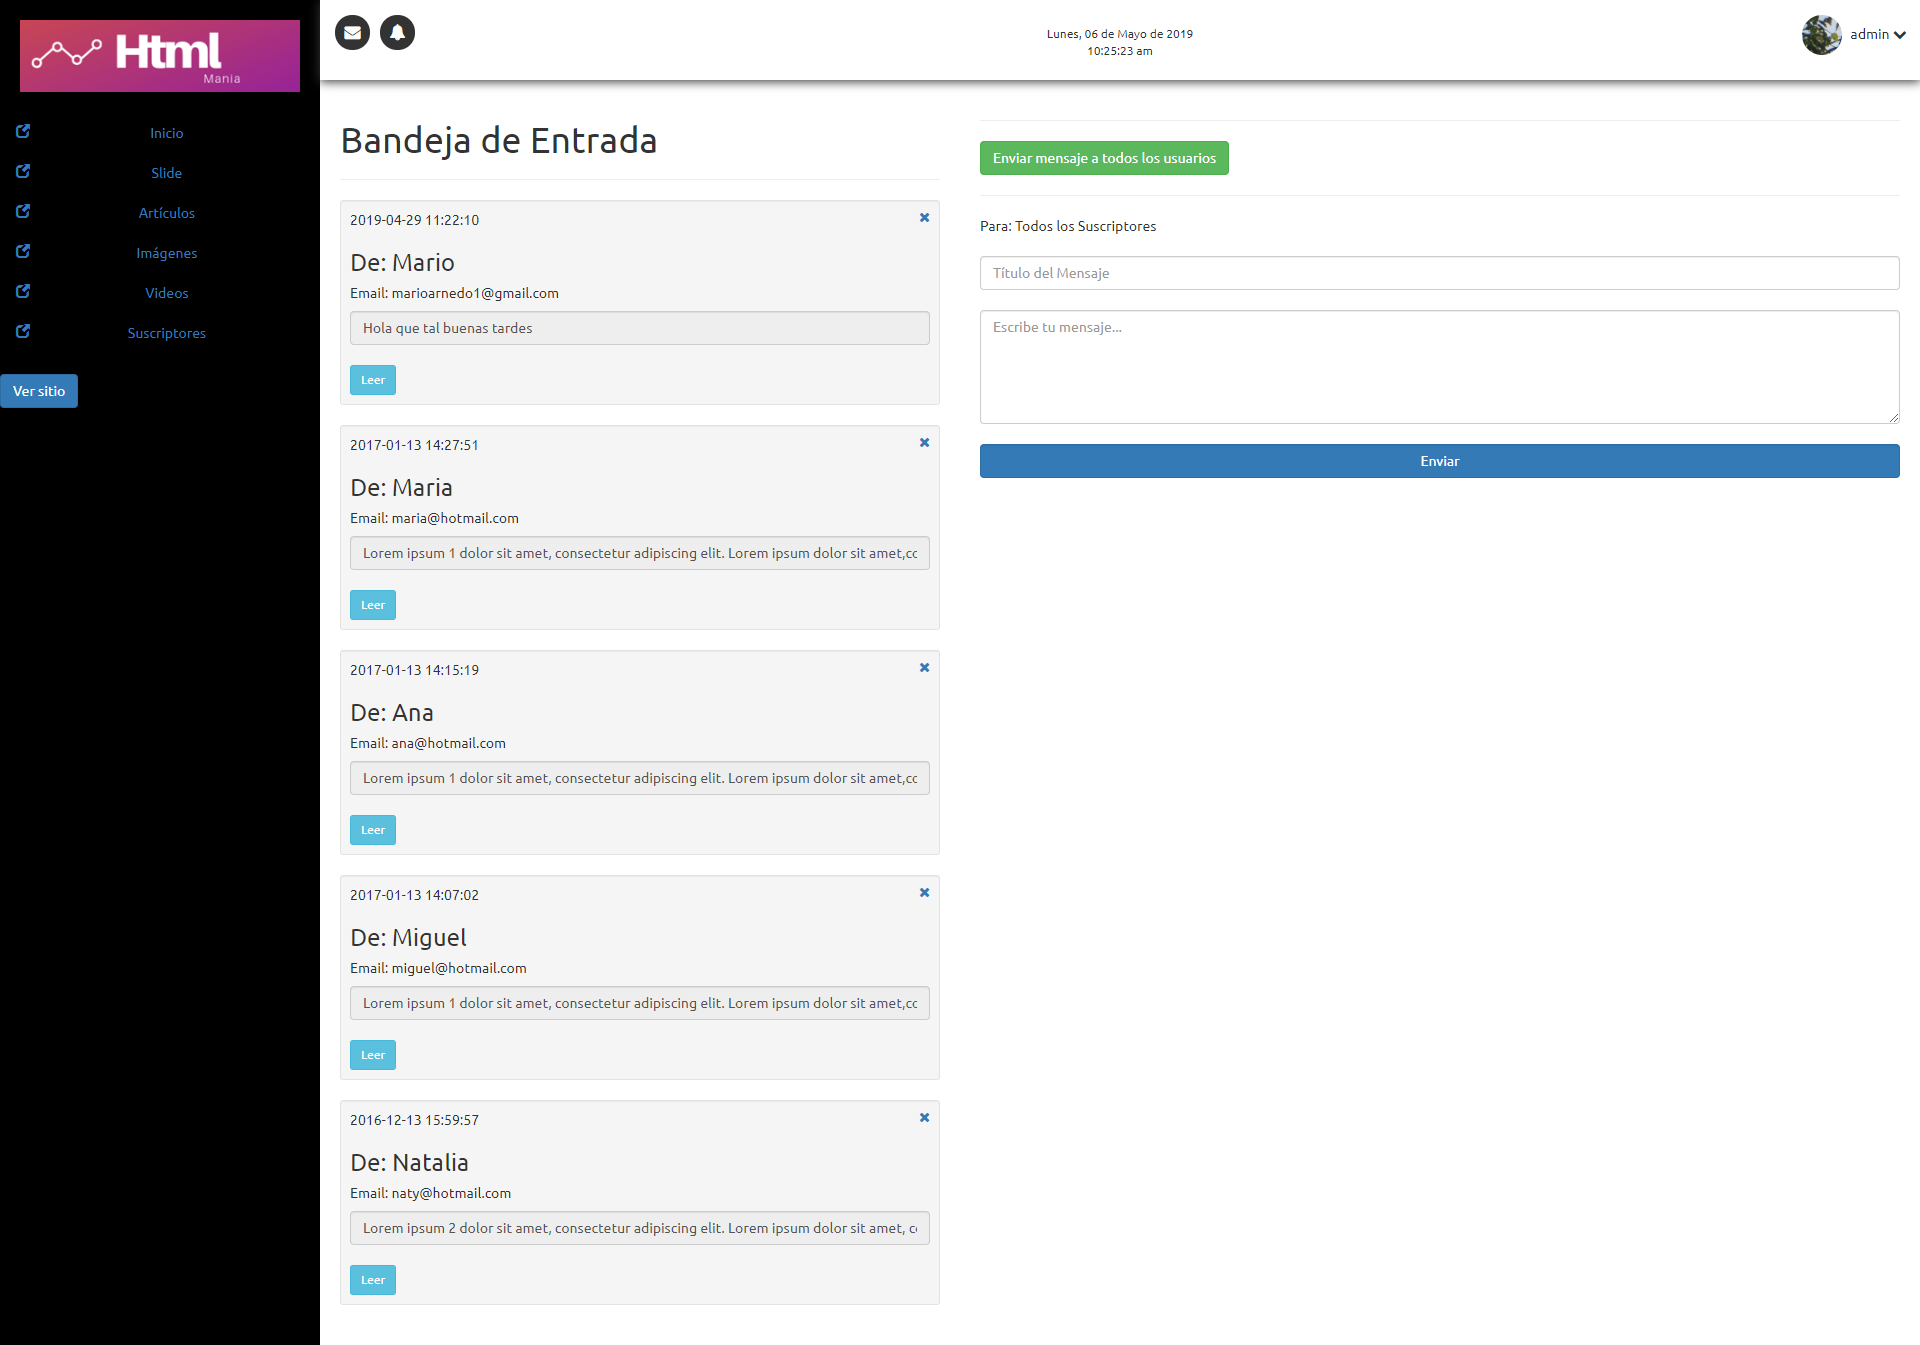 Html
Mania
Inicio
Slide
Artículos
Imágenes
Videos
Suscriptores
Ver sitio
Lunes, 06 de Mayo de 2019
10:25:23 am
admin
Bandeja de Entrada
2019-04-29 11:22:10
De: Mario
Email: marioarnedo1@gmail.com
Hola que tal buenas tardes
Leer
2017-01-13 14:27:51
De: Maria
Email: maria@hotmail.com
Lorem ipsum 1 dolor sit amet, consectetur adipiscing elit. Lorem ipsum dolor sit amet,cc
Leer
2017-01-13 14:15:19
De: Ana
Email: ana@hotmail.com
Lorem ipsum 1 dolor sit amet, consectetur adipiscing elit. Lorem ipsum dolor sit amet,cc
Leer
2017-01-13 14:07:02
De: Miguel
Email: miguel@hotmail.com
Lorem ipsum 1 dolor sit amet, consectetur adipiscing elit. Lorem ipsum dolor sit amet,cc
Leer
2016-12-13 15:59:57
De: Natalia
Email: naty@hotmail.com
Lorem ipsum 2 dolor sit amet, consectetur adipiscing elit. Lorem ipsum dolor sit amet, c
Leer
Enviar mensaje a todos los usuarios
Para: Todos los Suscriptores
Título del Mensaje
Escribe tu mensaje...
Enviar